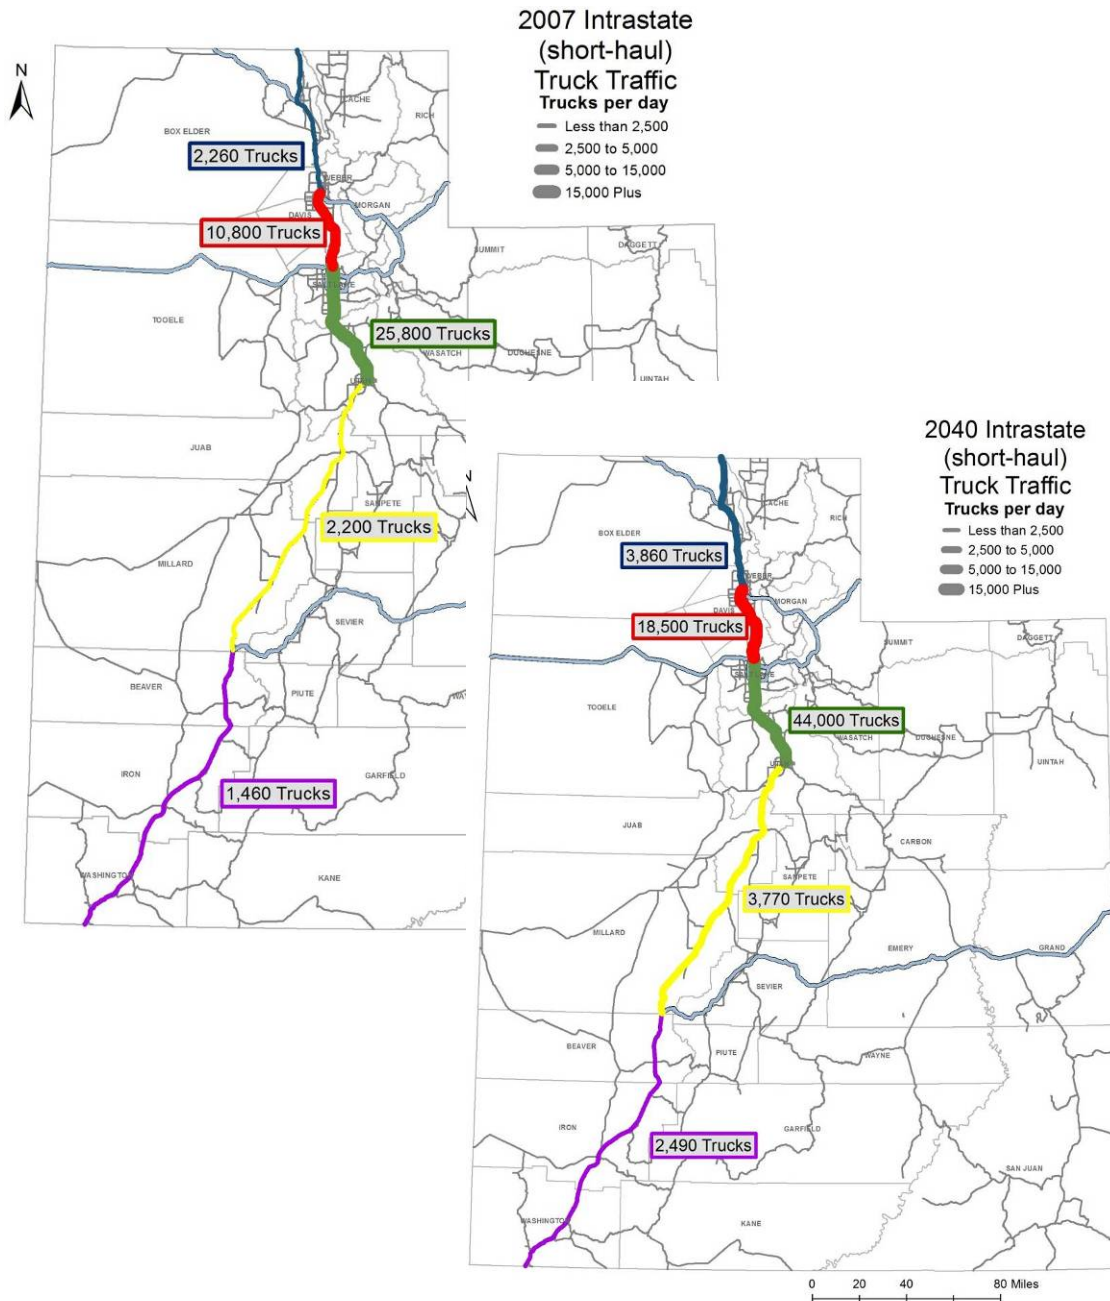 2007 Intrastate
(short-haul)
Truck Traffic
Trucks per day
Less than 2,500
2,500 to 5,000
5,000 to 15,000
15,000 Plus
N
CACHE
RICH
BOX ELDER
2,260 Trucks
WEBER
MORGAN
DAVIS
10,800 Trucks
SUMMIT
DAGGETT
SALT LAKE
TOOELE
25,800 Trucks
WASATCH
DUCHESNE
UINTAH
UTAH
JUAB
SANPETE
2,200 Trucks
MILLARD
SEVIER
BEAVER
PIUTE
WA
IRON
GARFIELD
1,460 Trucks
WASHINGTON
KANE
2040 Intrastate
(short-haul)
Truck Traffic
Trucks per day
Less than 2,500
2,500 to 5,000
5,000 to 15,000
15,000 Plus
N
CACHE
RICH
BOX ELDER
3,860 Trucks
WEBER
MORGAN
DAVIS
18,500 Trucks
SUMMIT
DAGGETT
SALT LAKE
TOOELE
44,000 Trucks
WASATCH
DUCHESNE
UINTAH
UTAH
JUAB
CARBON
SANPETE
3,770 Trucks
MILLARD
EMERY
GRAND
SEVIER
BEAVER
PIUTE
WAYNE
IRON
GARFIELD
2,490 Trucks
SAN JUAN
WASHINGTON
KANE
0 20 40 80 Miles